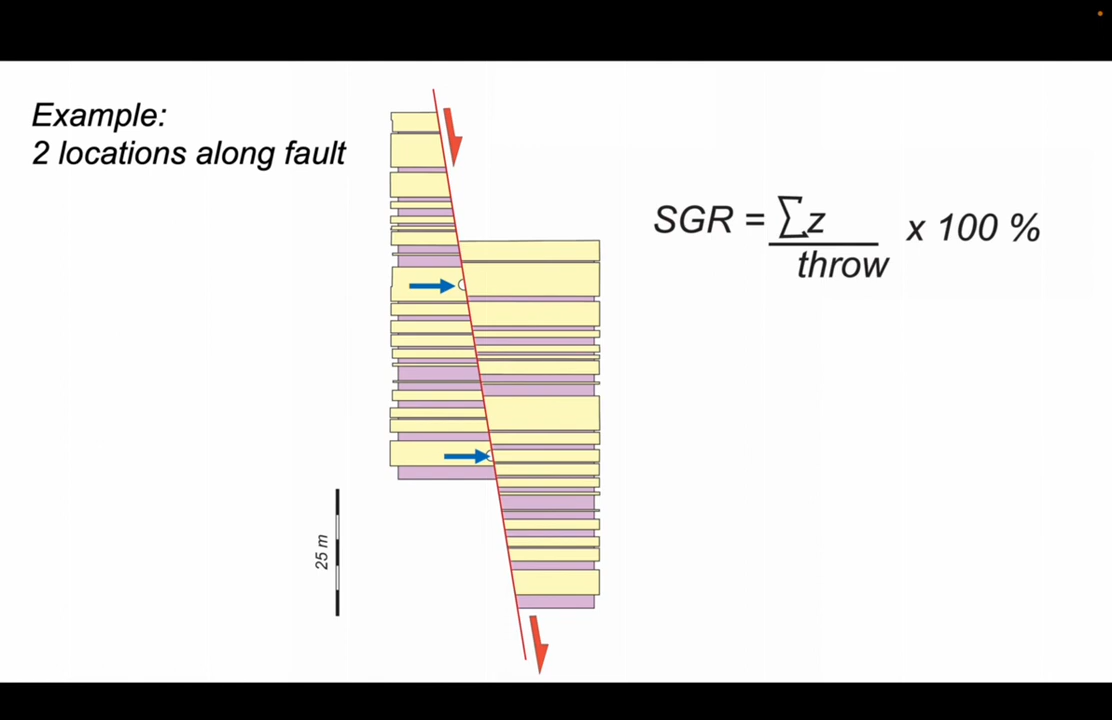 Example:
2 locations along fault
SGR = ∑z x 100 %
throw
25 m